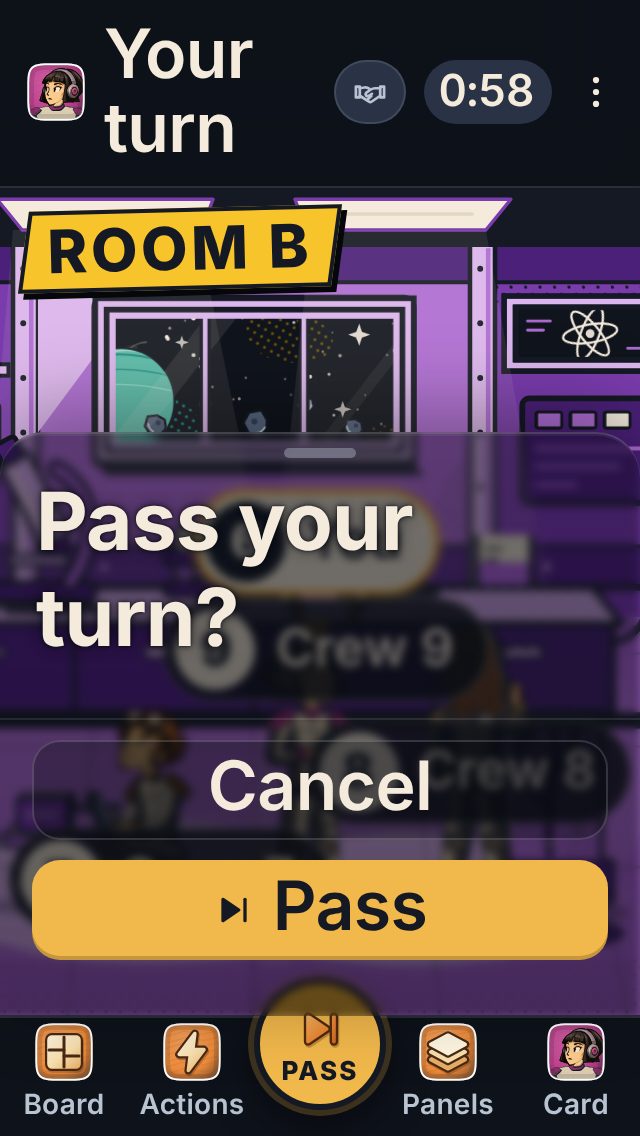 Your
turn
0:58
ROOM B
Pass your
turn?
Crew 9
Crew 8
Cancel
Pass
PASS
Board
Actions
Panels
Card